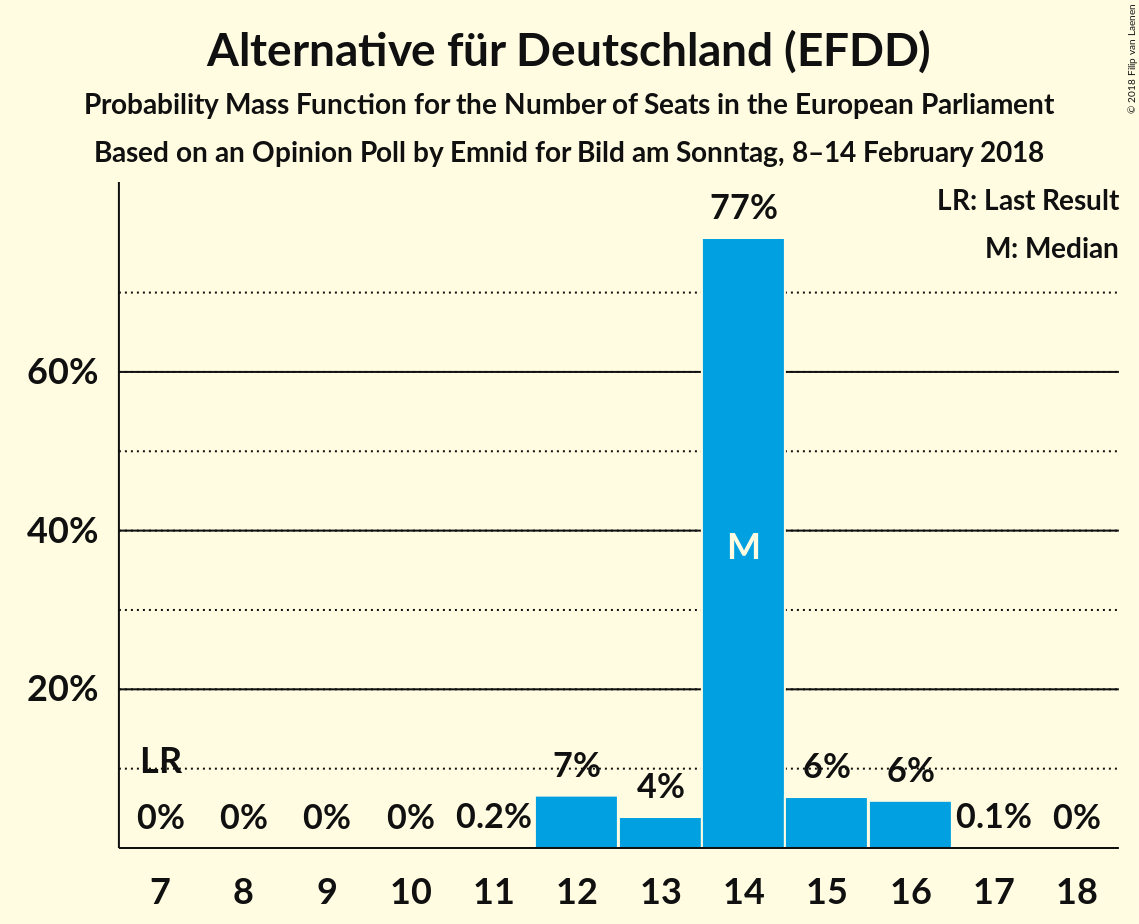 Alternative für Deutschland (EFDD)
Probability Mass Function for the Number of Seats in the European Parliament
Based on an Opinion Poll by Emnid for Bild am Sonntag, 8–14 February 2018
© 2018 Filip van Laenen
LR: Last Result
M: Median
77%
60%
40%
M
20%
LR
7%
4%
6%
6%
0%
0%
0%
0%
0.2%
0.1%
0%
7 8 9 10 11 12 13 14 15 16 17 18